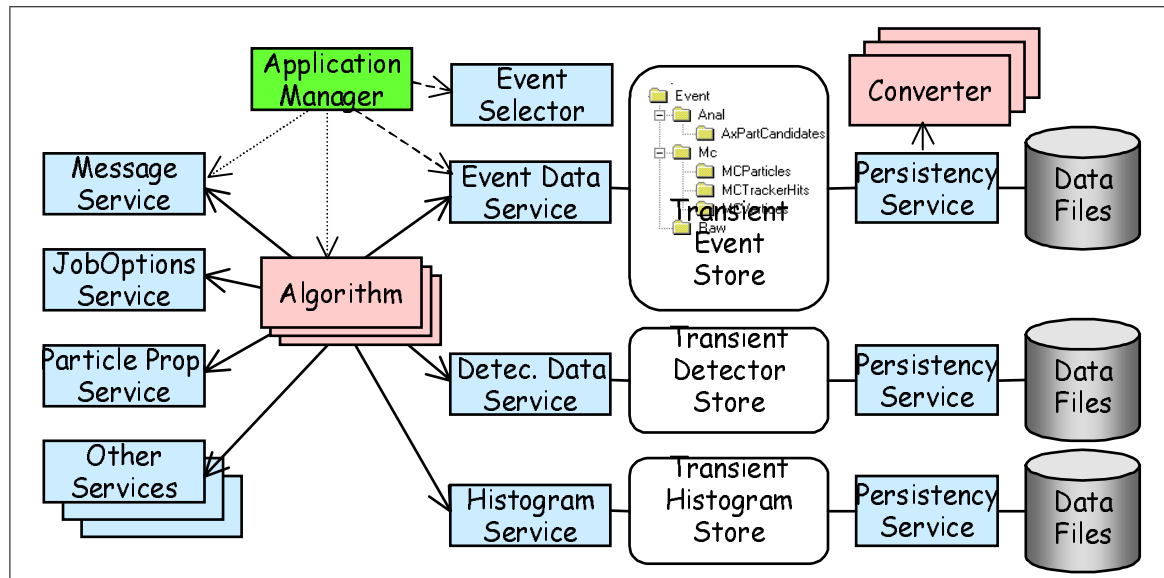 Application
Manager
Event
Selector
Event
Anal
AxPartCandidates
Mc
MCParticles
MCTrackerHits
MCVertices
Raw
Transient
Event
Store
Converter
Message
Service
Event Data
Service
Persistency
Service
Data
Files
JobOptions
Service
Algorithm
Particle Prop.
Service
Detec. Data
Service
Transient
Detector
Store
Persistency
Service
Data
Files
Other
Services
Histogram
Service
Transient
Histogram
Store
Persistency
Service
Data
Files